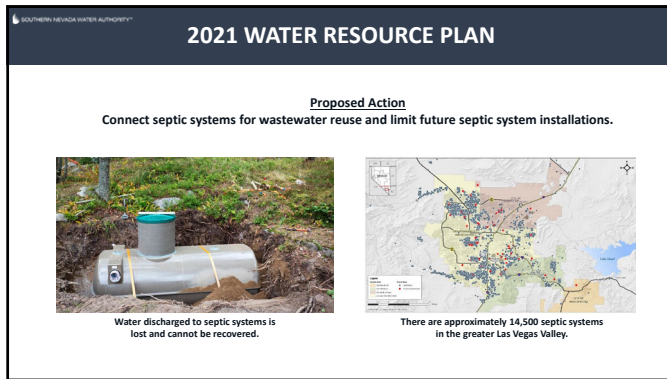 SOUTHERN NEVADA WATER AUTHORITY
2021 WATER RESOURCE PLAN
Proposed Action
Connect septic systems for wastewater reuse and limit future septic system installations.
Water discharged to septic systems is
lost and cannot be recovered.
There are approximately 14,500 septic systems
in the greater Las Vegas Valley.